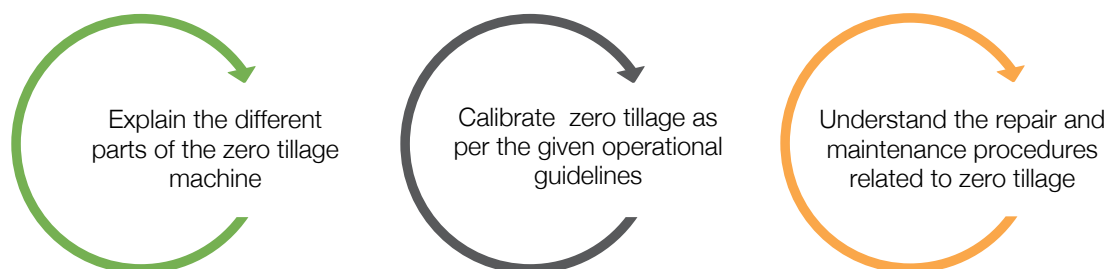 Explain the different
parts of the zero tillage
machine
Calibrate  zero tillage as
per the given operational
guidelines
Understand the repair and
maintenance procedures
related to zero tillage